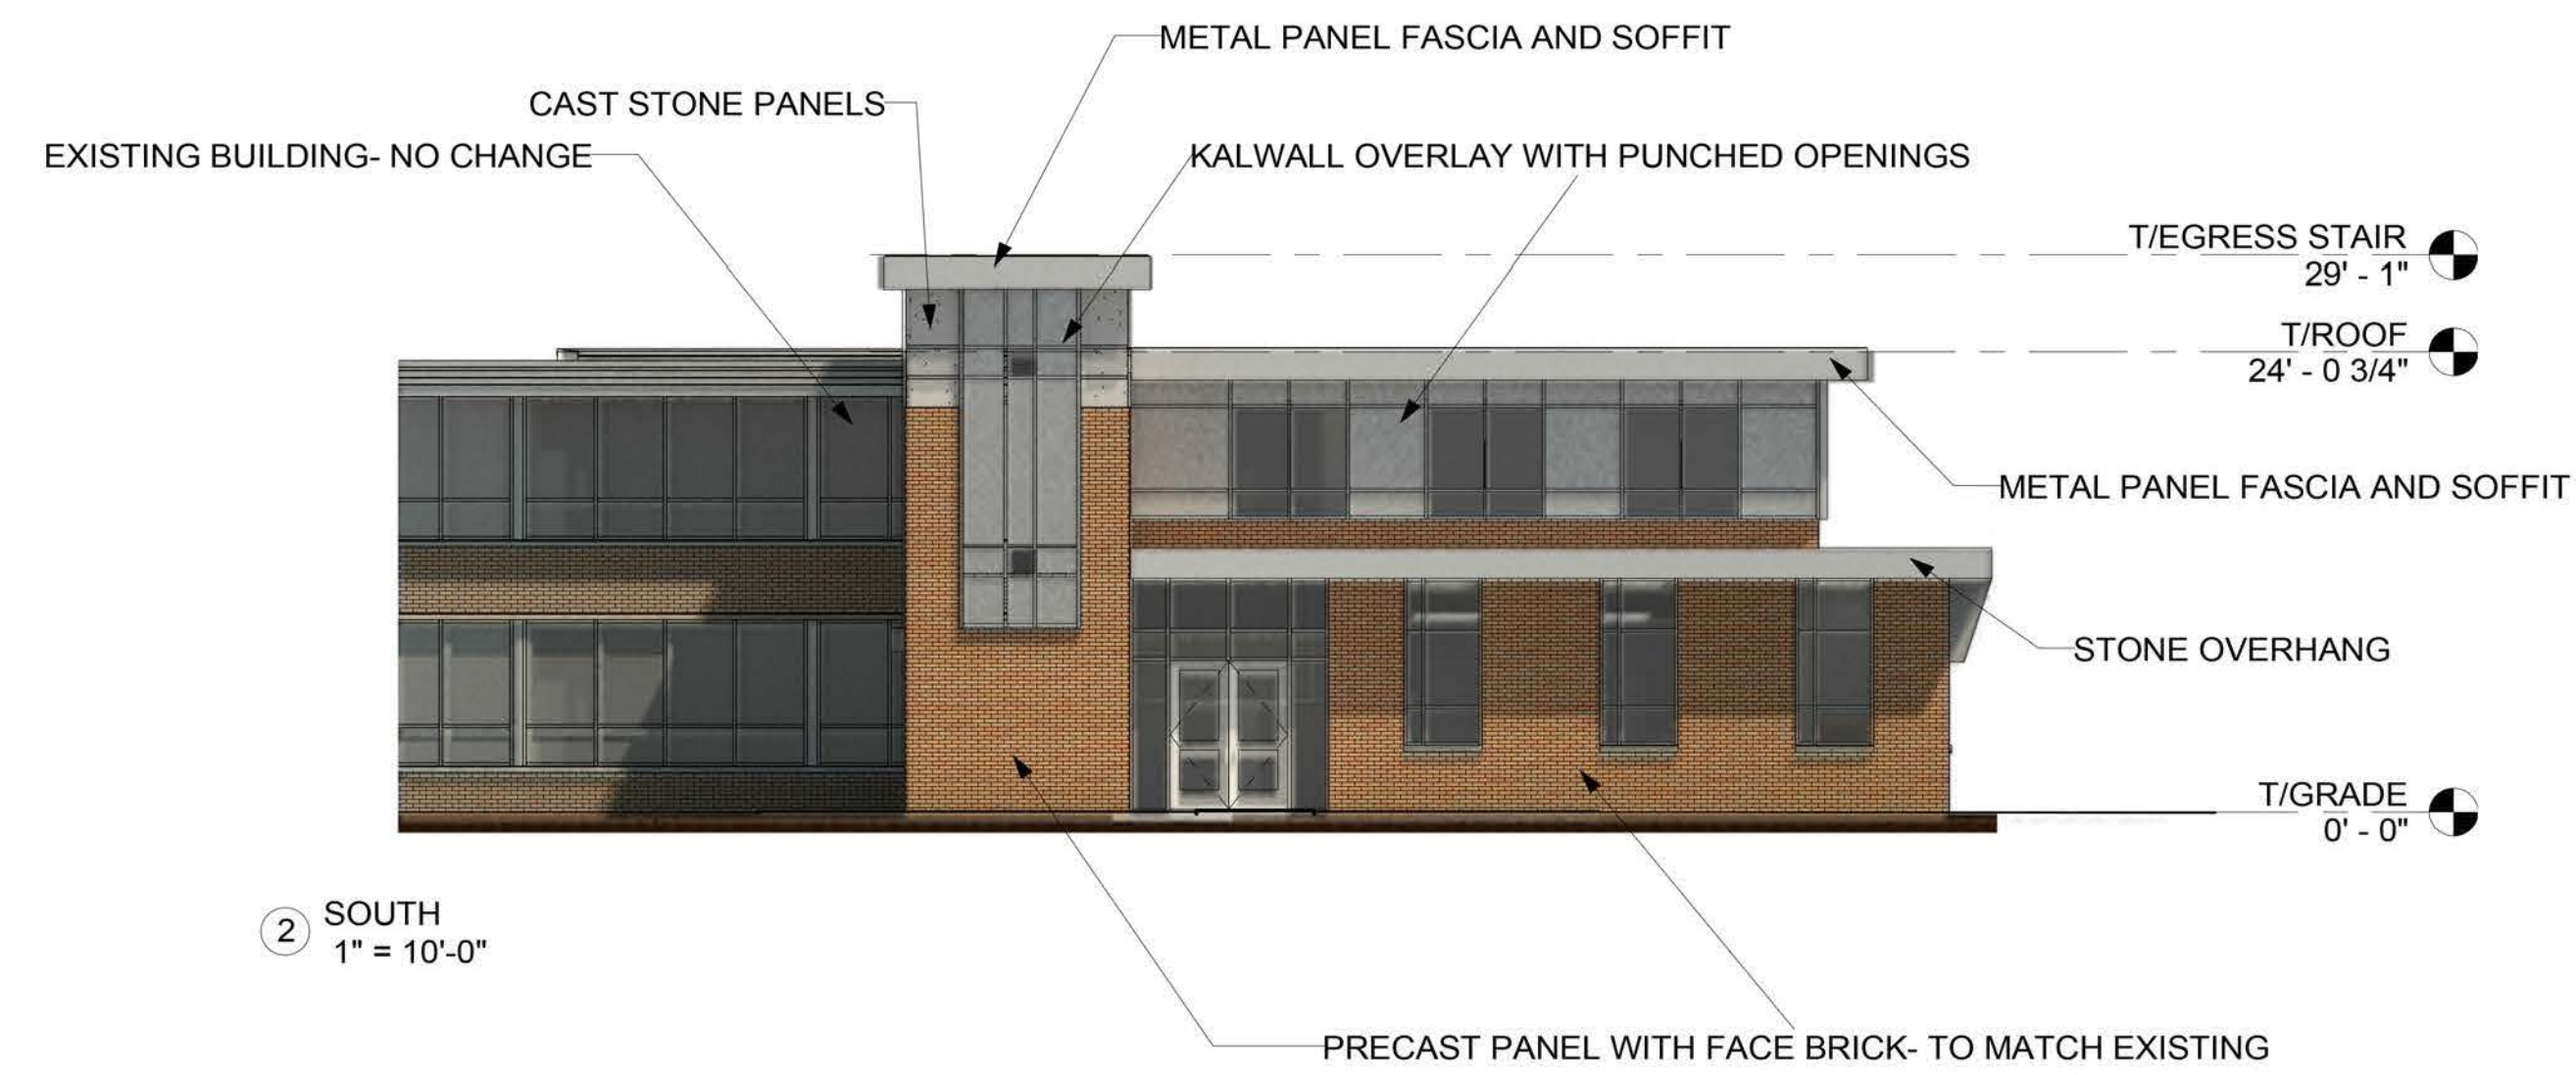 METAL PANEL FASCIA AND SOFFIT
CAST STONE PANELS
EXISTING BUILDING- NO CHANGE
KALWALL OVERLAY WITH PUNCHED OPENINGS
T/EGRESS STAIR
29' - 1"
T/ROOF
24' - 0 3/4"
METAL PANEL FASCIA AND SOFFIT
STONE OVERHANG
T/GRADE
0' - 0"
2
SOUTH
1" = 10'-0"
PRECAST PANEL WITH FACE BRICK- TO MATCH EXISTING